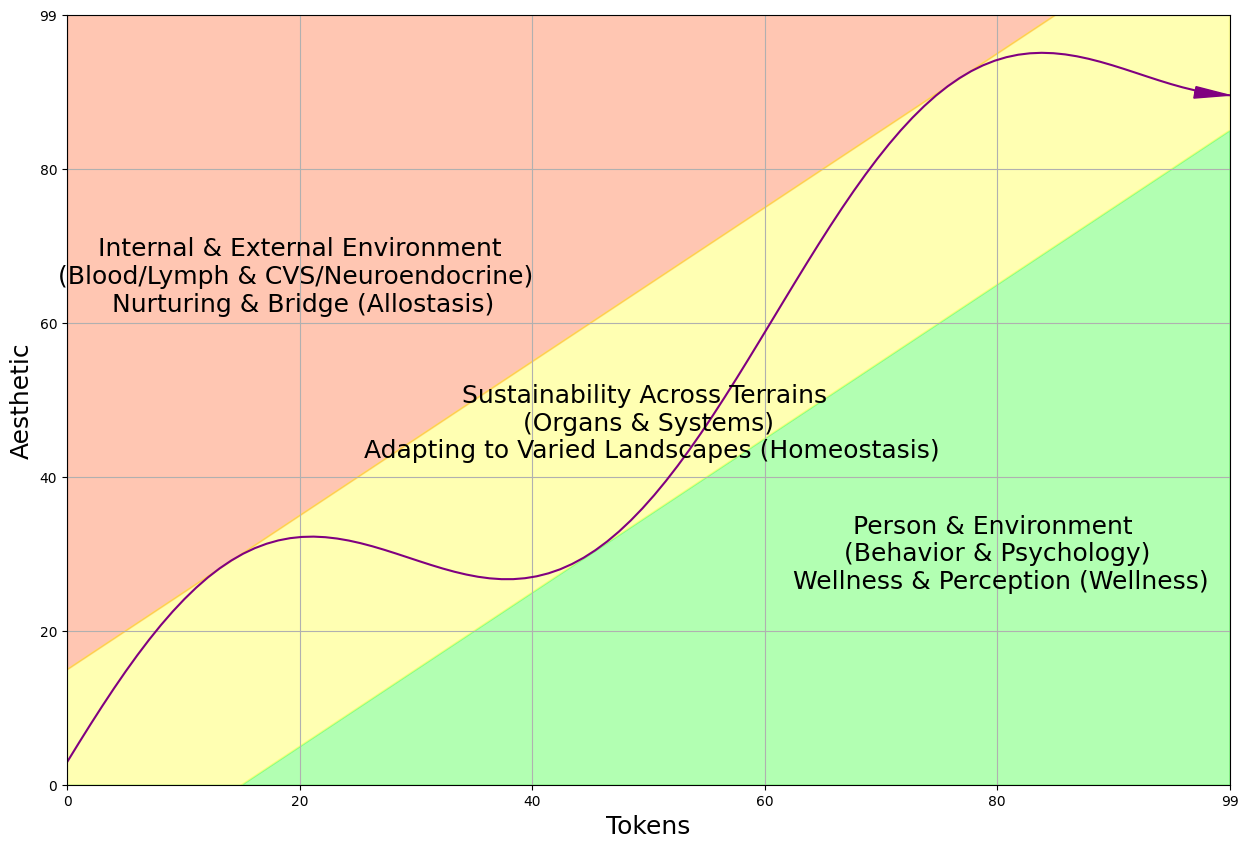 99
80
60
40
20
0
Aesthetic
Internal & External Environment
(Blood/Lymph & CVS/Neuroendocrine)
Nurturing & Bridge (Allostasis)
Sustainability Across Terrains
(Organs & Systems)
Adapting to Varied Landscapes (Homeostasis)
Person & Environment
(Behavior & Psychology)
Wellness & Perception (Wellness)
0 20 40 60 80 99
Tokens